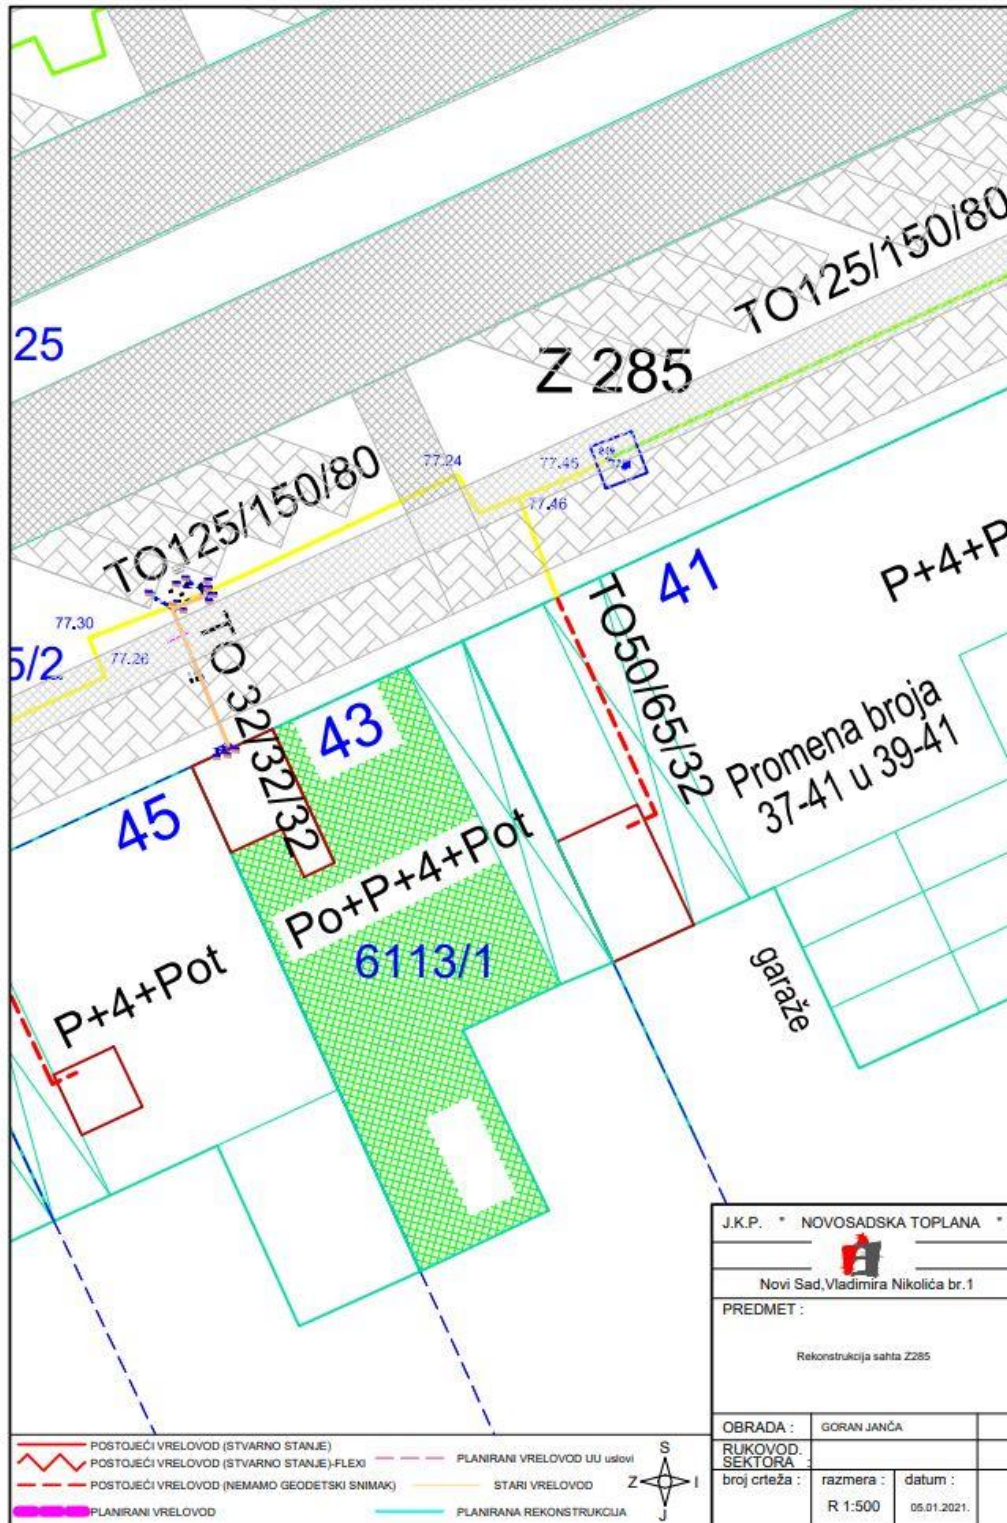 TO125/150/80
25
Z 285
77.24
77.45
77.46
TO125/150/80
41
P+4+P
77.30
77.26
5/2
TO 32/32/32
TO50/65/32
43
Promena broja
37-41 u 39-41
45
Po+P+4+Pot
6113/1
P+4+Pot
garaže
J.K.P. * NOVOSADSKA TOPLANA *
Novi Sad,Vladimira Nikolića br.1
PREDMET :
Rekonstrukcija sahta Z285
OBRADA : GORAN JANČA
RUKOVOD.
SEKTORA :
broj crteža : razmera : datum :
R 1:500 05.01.2021.
POSTOJEĆI VRELOVOD (STVARNO STANJE)
POSTOJEĆI VRELOVOD (STVARNO STANJE)-FLEXI
POSTOJEĆI VRELOVOD (NEMAMO GEODETSKI SNIMAK)
PLANIRANI VRELOVOD
PLANIRANI VRELOVOD UU uslovi
STARI VRELOVOD
PLANIRANA REKONSTRUKCIJA
S
Z I
J